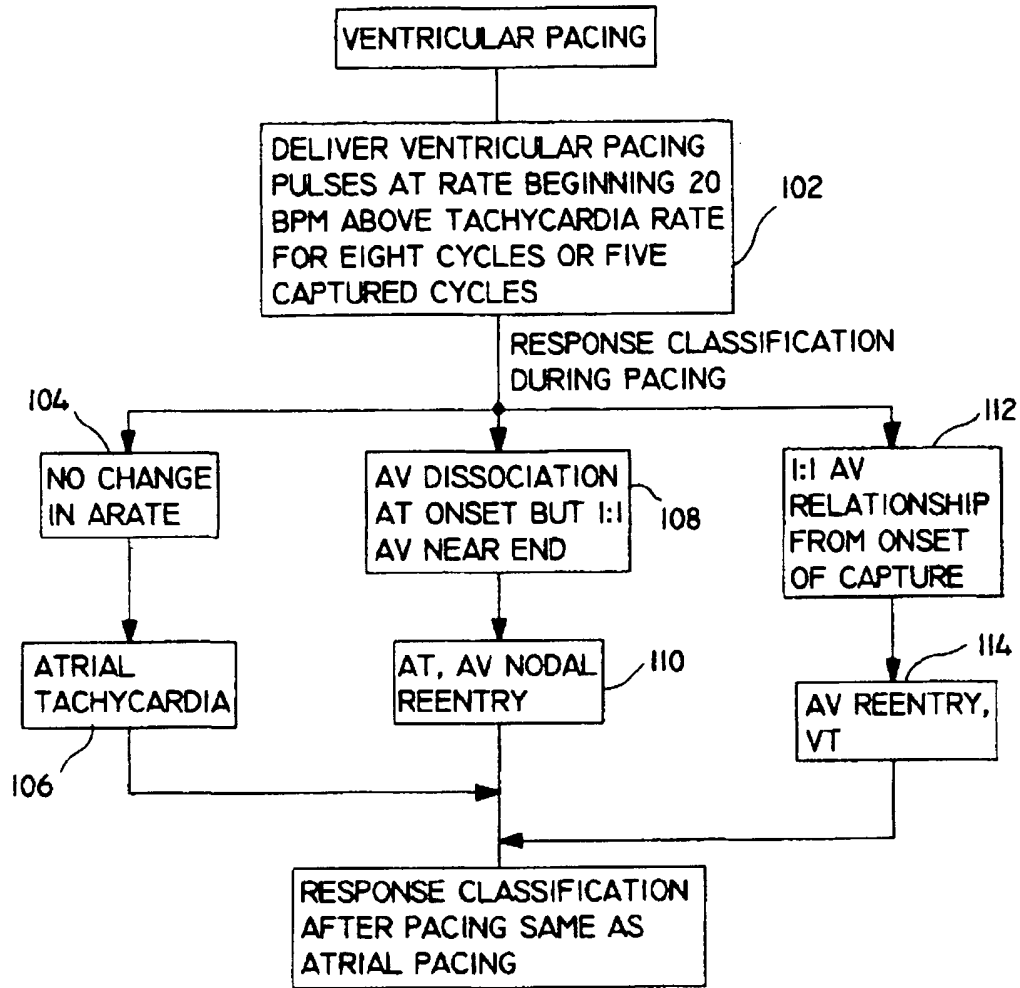 VENTRICULAR PACING
DELIVER VENTRICULAR PACING
PULSES AT RATE BEGINNING 20
BPM ABOVE TACHYCARDIA RATE
FOR EIGHT CYCLES OR FIVE
CAPTURED CYCLES
102
RESPONSE CLASSIFICATION
DURING PACING
104
NO CHANGE
IN ARATE
AV DISSOCIATION
AT ONSET BUT 1:1
AV NEAR END
108
112
1:1 AV
RELATIONSHIP
FROM ONSET
OF CAPTURE
ATRIAL
TACHYCARDIA
106
AT, AV NODAL
REENTRY
110
114
AV REENTRY,
VT
RESPONSE CLASSIFICATION
AFTER PACING SAME AS
ATRIAL PACING